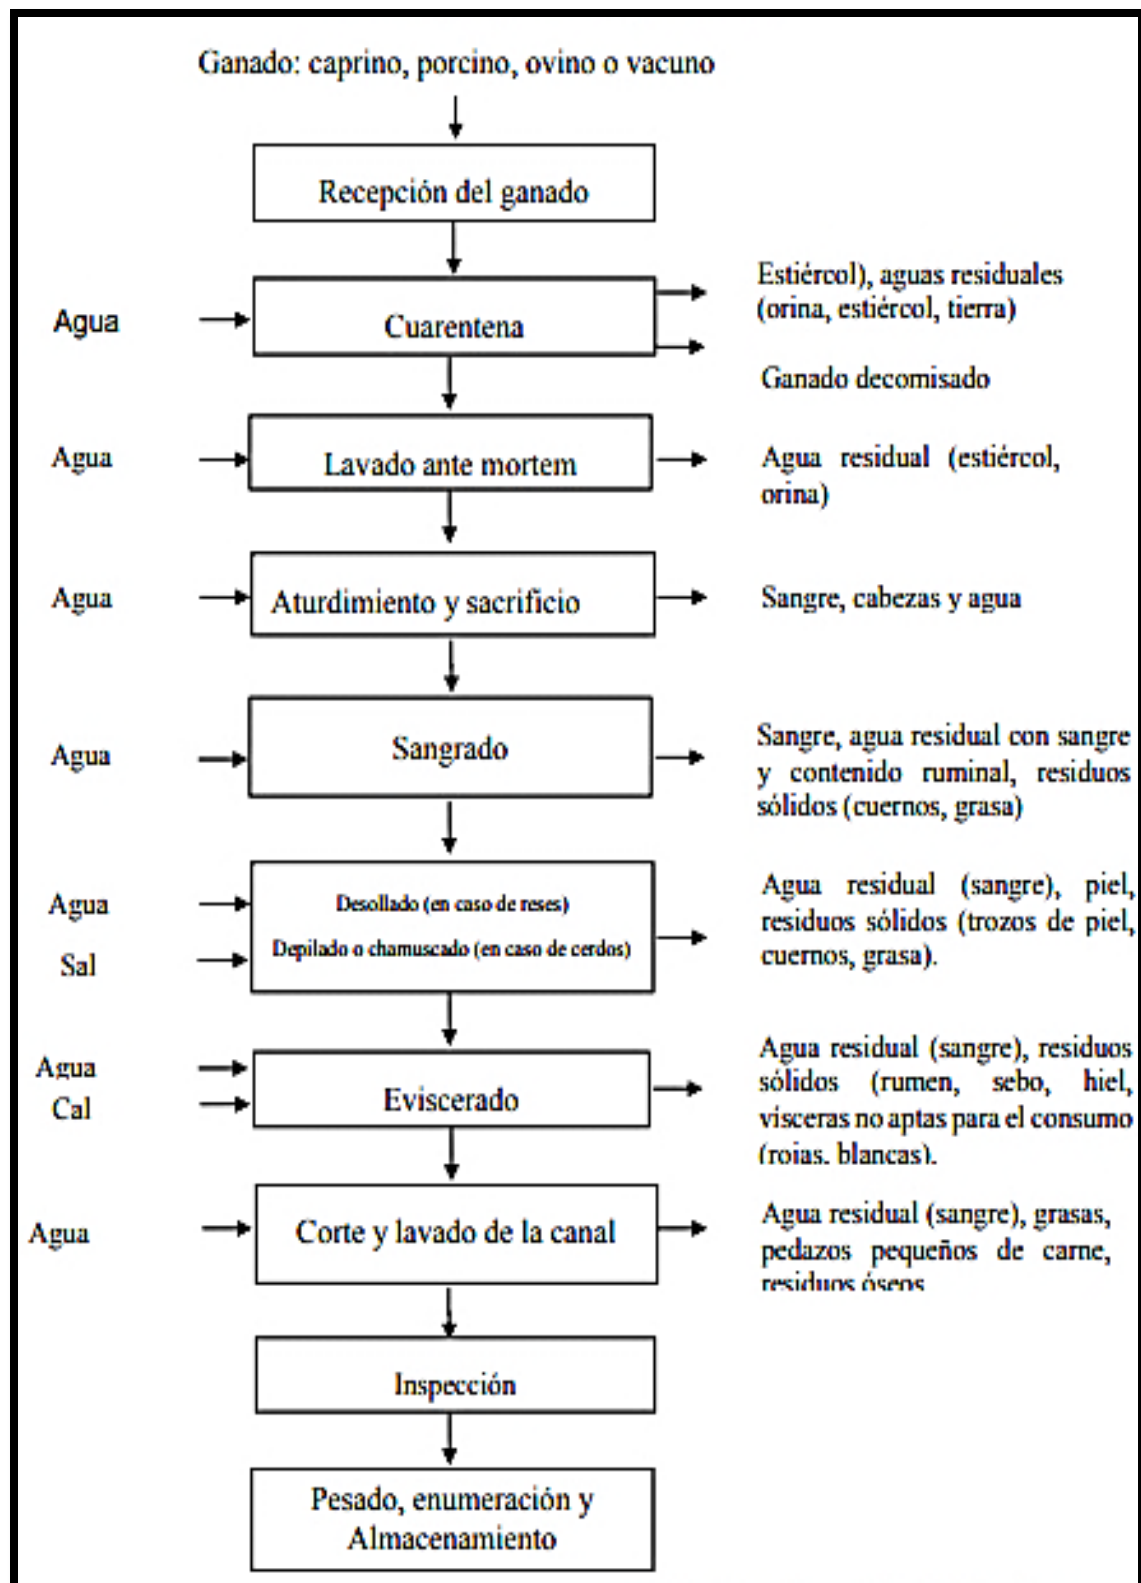 Ganado: caprino, porcino, ovino o vacuno
Recepción del ganado
Agua
Cuarentena
Estiércol), aguas residuales
(orina, estiércol, tierra)
Ganado decomisado
Agua
Lavado ante mortem
Agua residual (estiércol,
orina)
Agua
Aturdimiento y sacrificio
Sangre, cabezas y agua
Agua
Sangrado
Sangre, agua residual con sangre
y contenido ruminal, residuos
sólidos (cuernos, grasa)
Agua
Sal
Desollado (en caso de reses)
Depilado o chamuscado (en caso de cerdos)
Agua residual (sangre), piel,
residuos sólidos (trozos de piel,
cuernos, grasa).
Agua
Cal
Eviscerado
Agua residual (sangre), residuos
sólidos (rumen, sebo, hiel,
vísceras no aptas para el consumo
(rojas, blancas).
Agua
Corte y lavado de la canal
Agua residual (sangre), grasas,
pedazos pequeños de carne,
residuos óseos
Inspección
Pesado, enumeración y
Almacenamiento